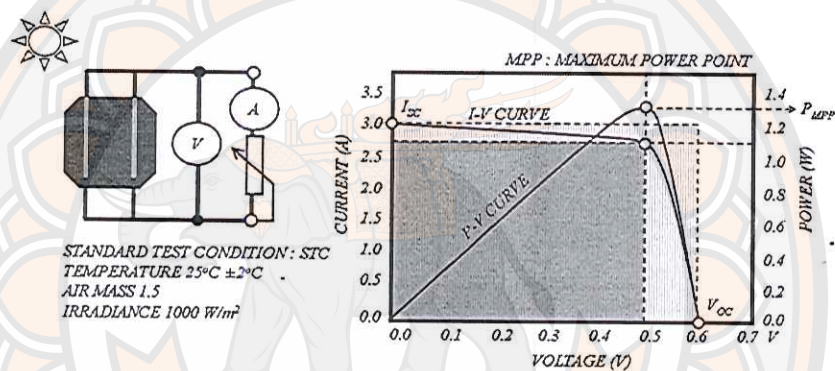 MPP : MAXIMUM POWER POINT
A
V
STANDARD TEST CONDITION : STC
TEMPERATURE 25°C ±2°C
AIR MASS 1.5
IRRADIANCE 1000 W/m²
CURRENT (A)
3.5
3.0
2.5
2.0
1.5
1.0
0.5
0.0
I_SC
I-V CURVE
P-V CURVE
V_OC
P_MPP
1.4
1.2
1.0
0.8
0.6
0.4
0.2
0.0
POWER (W)
0.0 0.1 0.2 0.3 0.4 0.5 0.6 0.7 V
VOLTAGE (V)